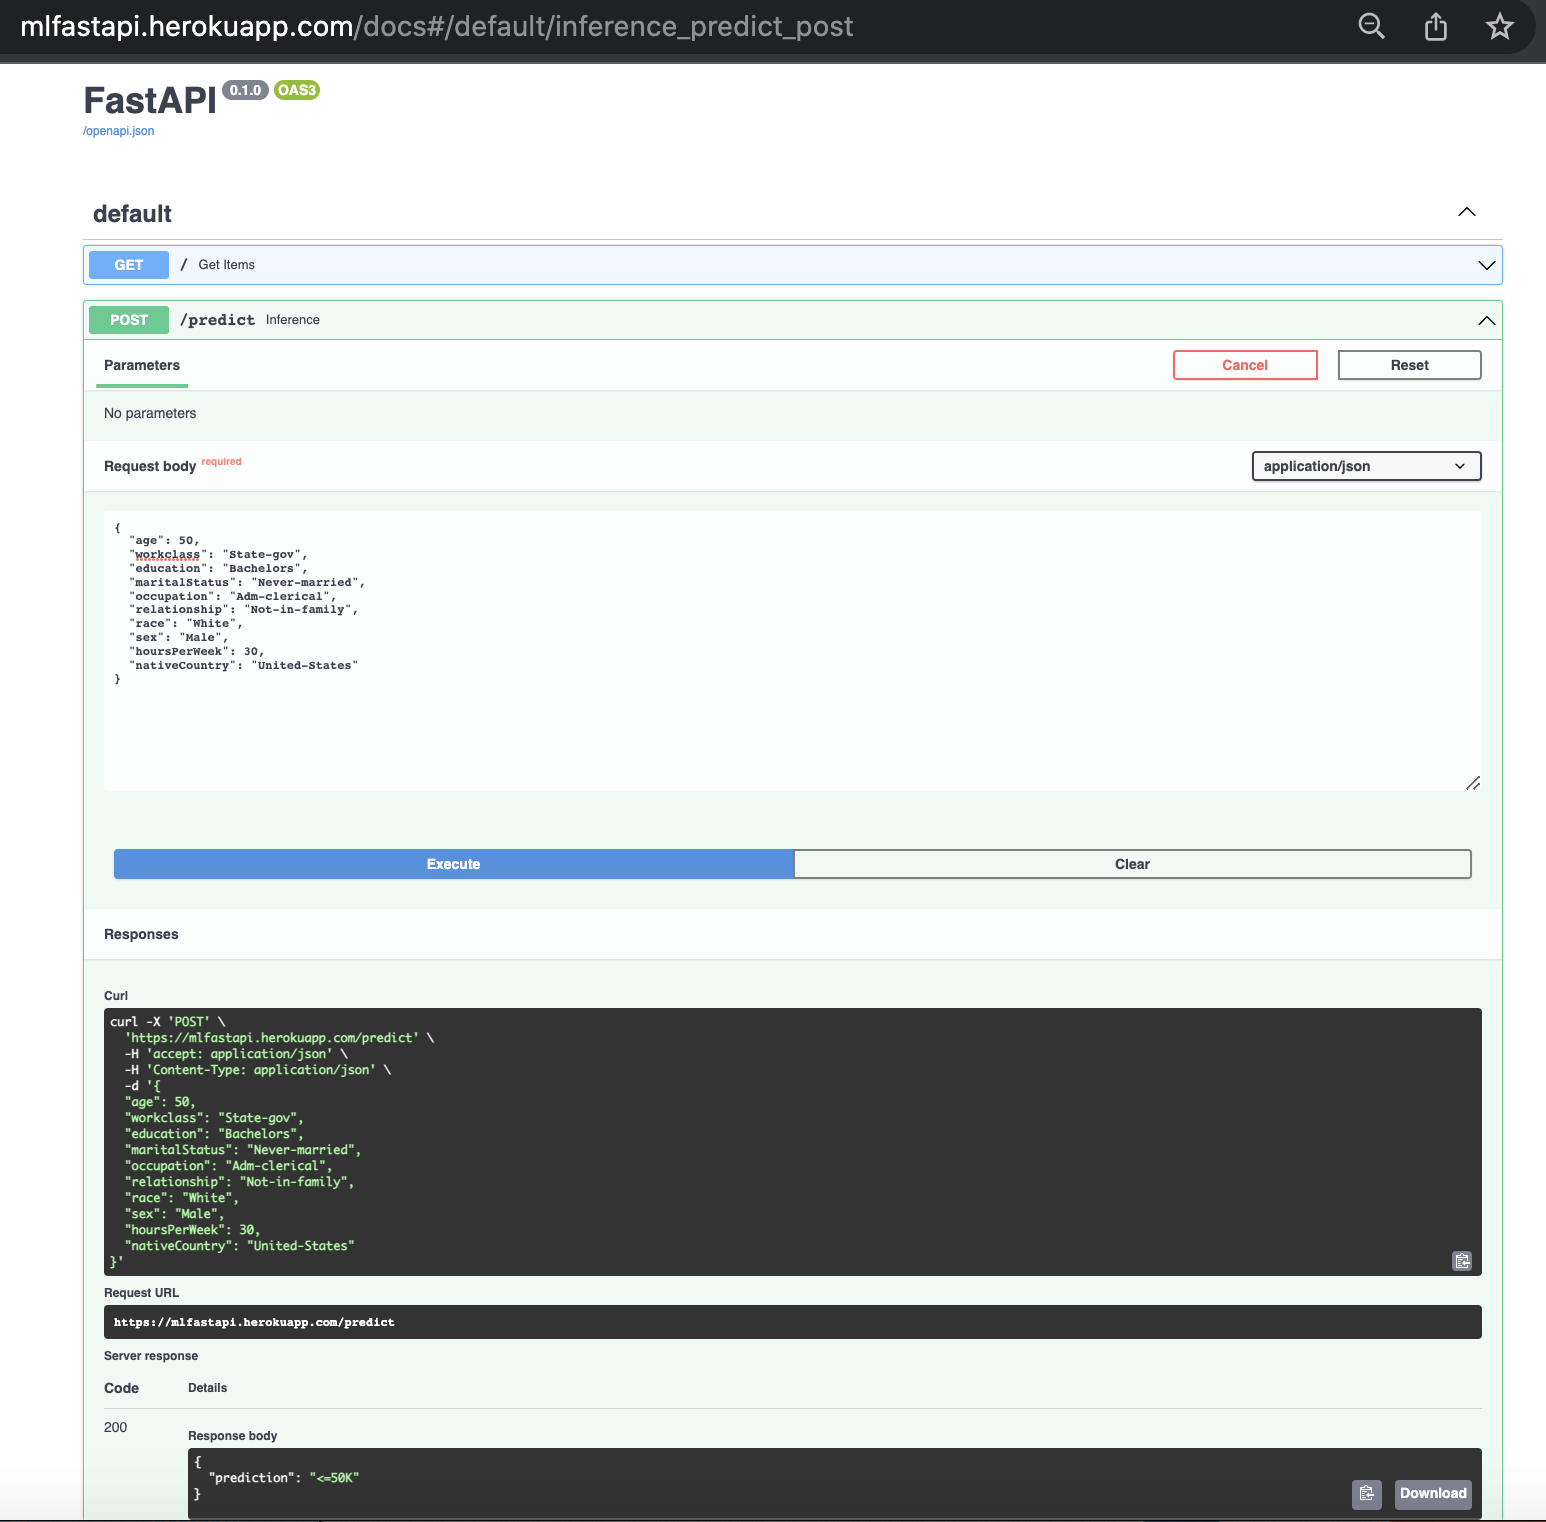 mlfastapi.herokuapp.com/docs#/default/inference_predict_post
FastAPI 0.1.0 OAS3
/openapi.json
default
GET / Get Items
POST /predict Inference
Parameters
Cancel
Reset
No parameters
Request body required
application/json
{
  "age": 50,
  "workclass": "State-gov",
  "education": "Bachelors",
  "maritalStatus": "Never-married",
  "occupation": "Adm-clerical",
  "relationship": "Not-in-family",
  "race": "White",
  "sex": "Male",
  "hoursPerWeek": 30,
  "nativeCountry": "United-States"
}
Execute
Clear
Responses
Curl
curl -X 'POST' \
  'https://mlfastapi.herokuapp.com/predict' \
  -H 'accept: application/json' \
  -H 'Content-Type: application/json' \
  -d '{
  "age": 50,
  "workclass": "State-gov",
  "education": "Bachelors",
  "maritalStatus": "Never-married",
  "occupation": "Adm-clerical",
  "relationship": "Not-in-family",
  "race": "White",
  "sex": "Male",
  "hoursPerWeek": 30,
  "nativeCountry": "United-States"
}'
Request URL
https://mlfastapi.herokuapp.com/predict
Server response
Code Details
200
Response body
{
  "prediction": "<=50K"
}
Download